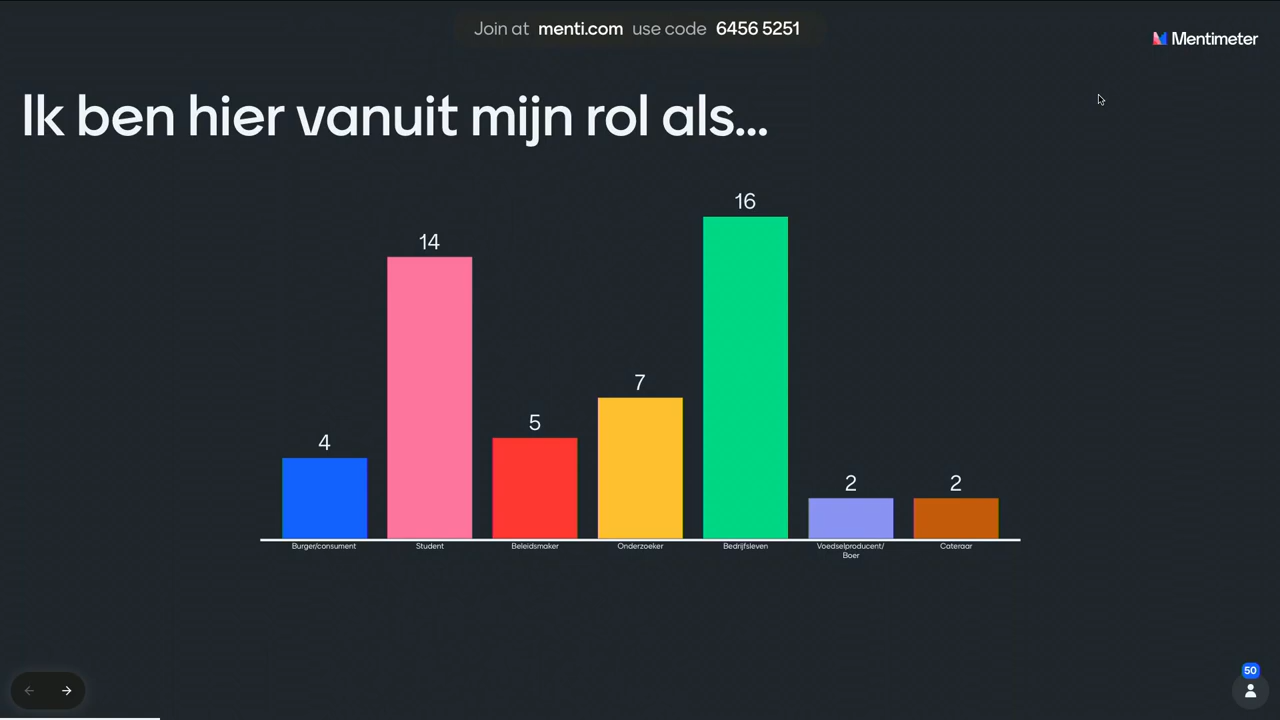 Join at menti.com use code 6456 5251
Mentimeter
Ik ben hier vanuit mijn rol als...
16
14
7
5
4
2
2
Burger/consument
Student
Beleidsmaker
Onderzoeker
Bedrijfsleven
Voedselproducent/
Boer
Cateraar
50